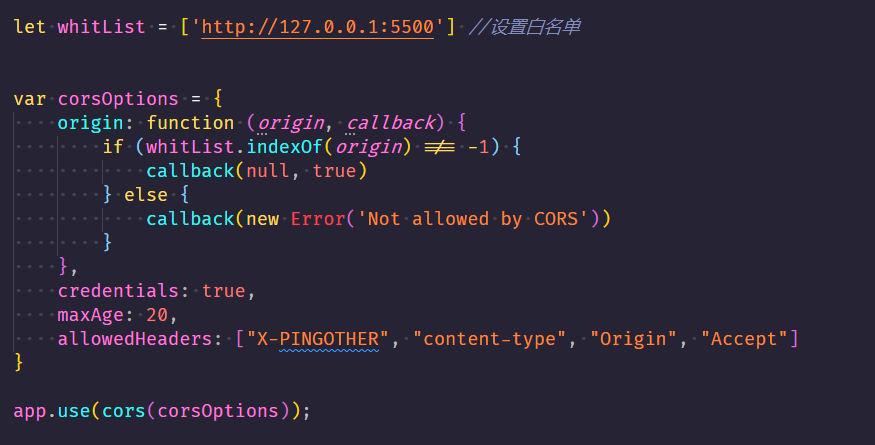 let whitList = ['http://127.0.0.1:5500'] //设置白名单
var corsOptions = {
    origin: function (origin, callback) {
        if (whitList.indexOf(origin) !== -1) {
            callback(null, true)
        } else {
            callback(new Error('Not allowed by CORS'))
        }
    },
    credentials: true,
    maxAge: 20,
    allowedHeaders: ["X-PINGOTHER", "content-type", "Origin", "Accept"]
}
app.use(cors(corsOptions));